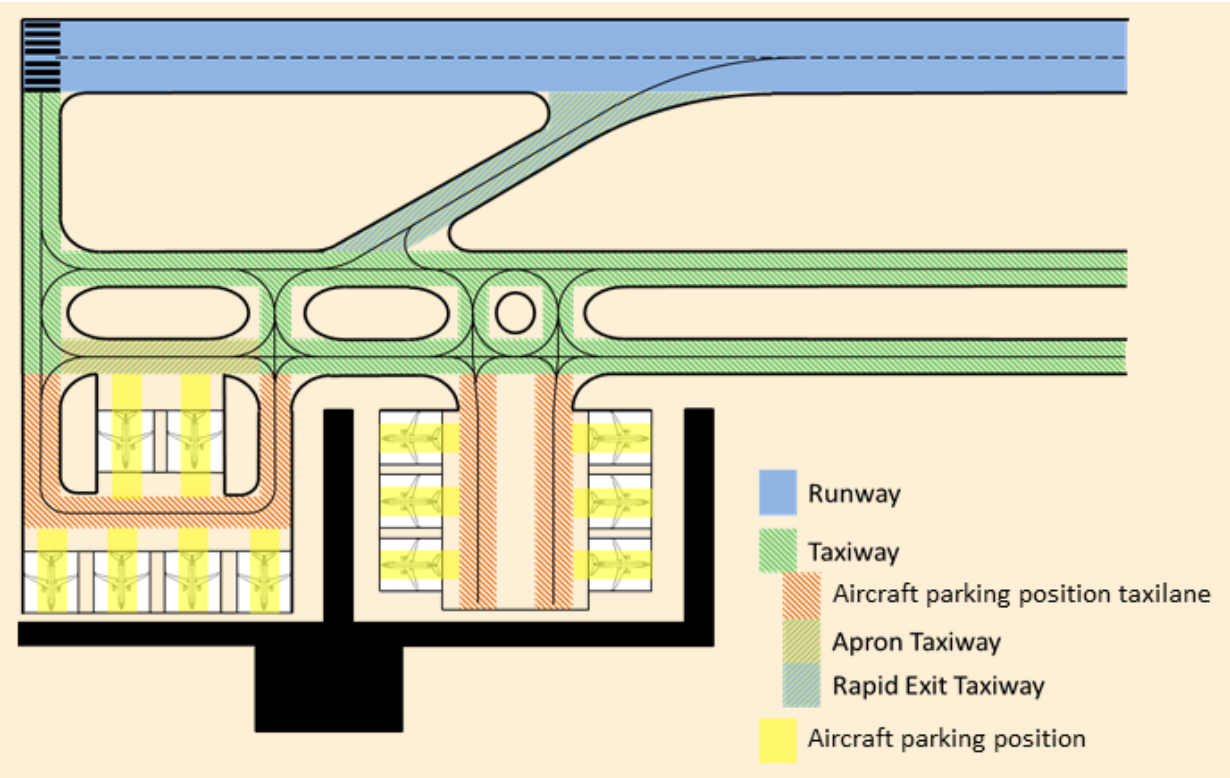 Runway
Taxiway
Aircraft parking position taxilane
Apron Taxiway
Rapid Exit Taxiway
Aircraft parking position